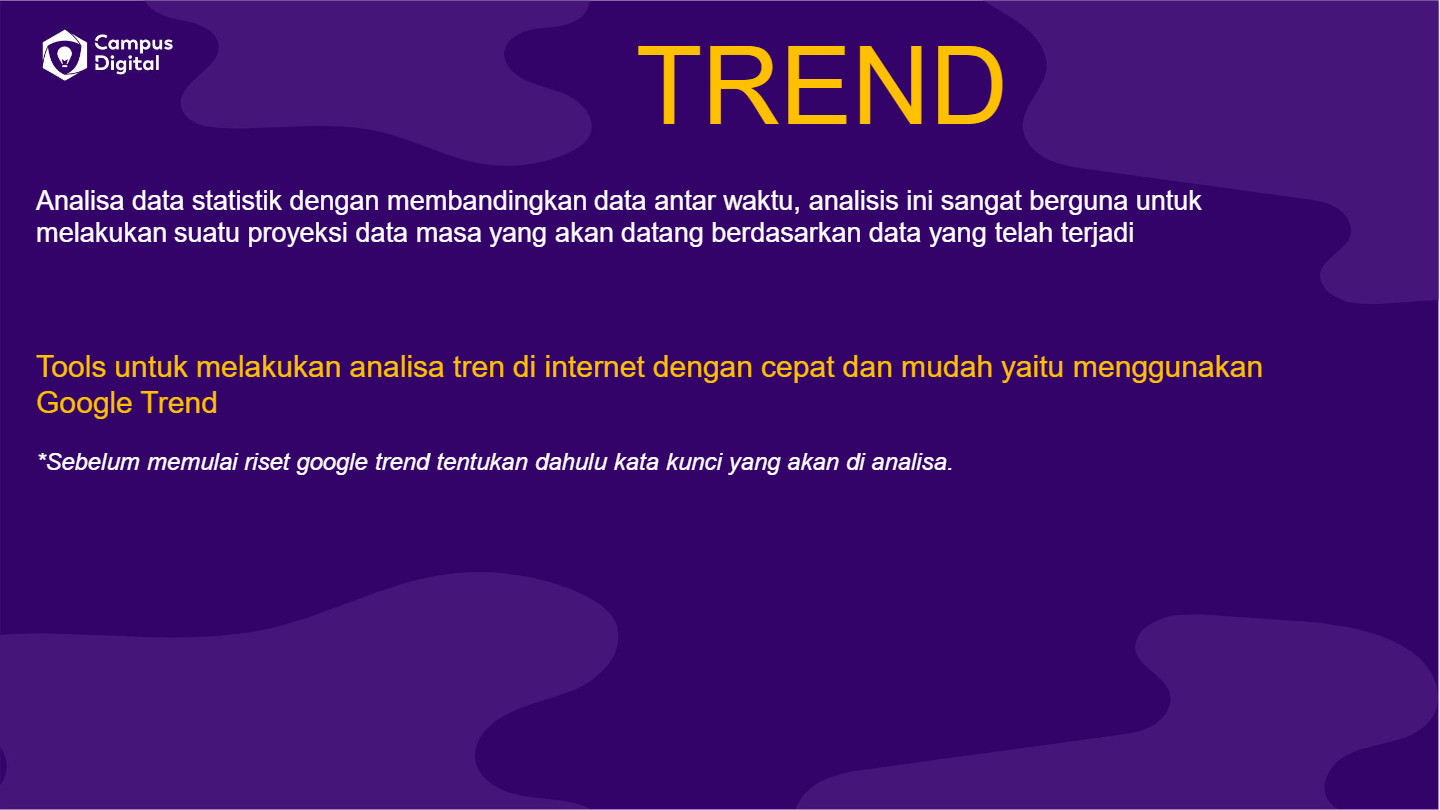 Campus
Digital
TREND
Analisa data statistik dengan membandingkan data antar waktu, analisis ini sangat berguna untuk
melakukan suatu proyeksi data masa yang akan datang berdasarkan data yang telah terjadi
Tools untuk melakukan analisa tren di internet dengan cepat dan mudah yaitu menggunakan
Google Trend
*Sebelum memulai riset google trend tentukan dahulu kata kunci yang akan di analisa.